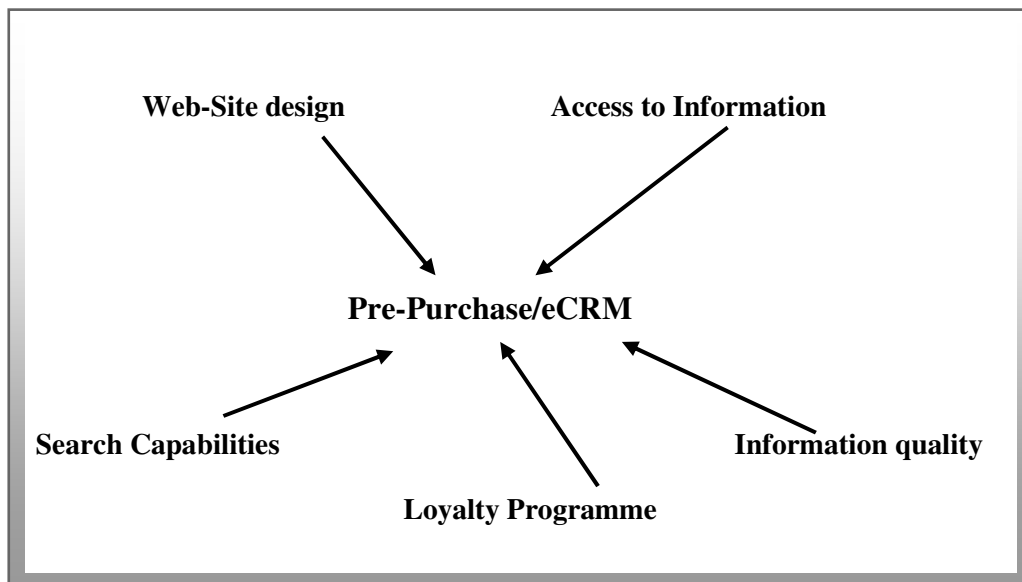 Web-Site design
Access to Information
Pre-Purchase/eCRM
Search Capabilities
Information quality
Loyalty Programme